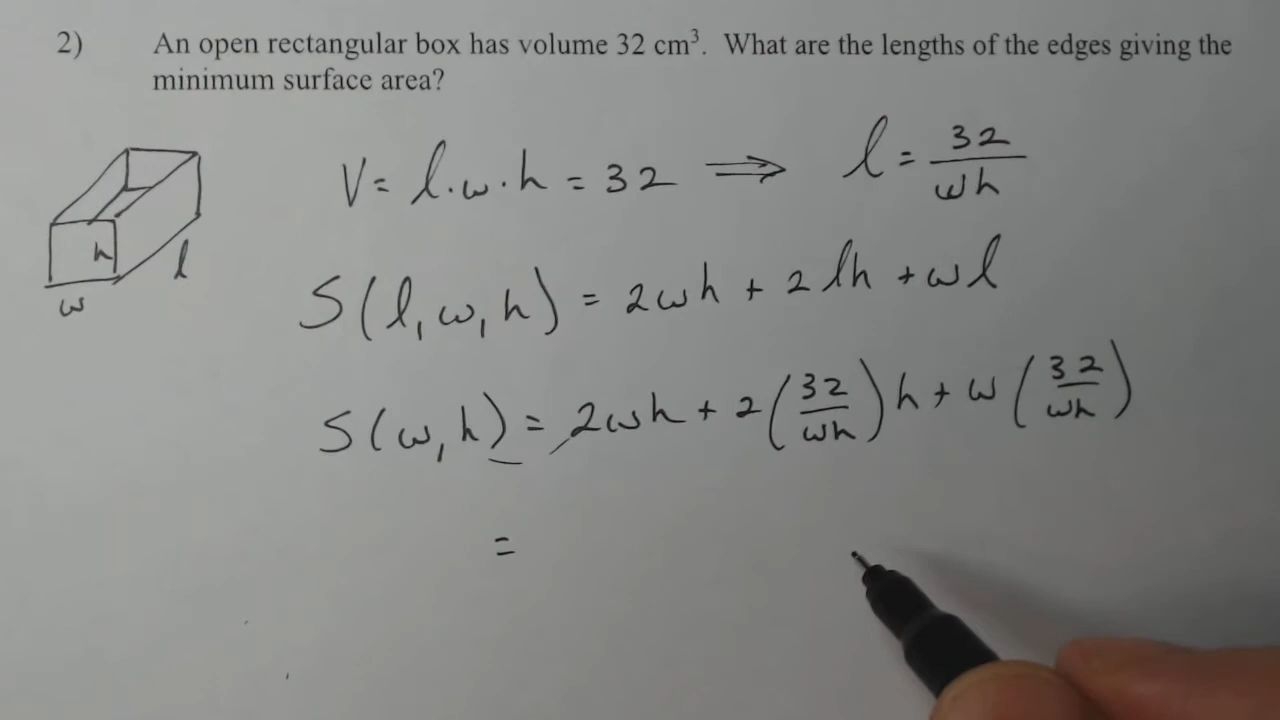 2) An open rectangular box has volume 32 cm³. What are the lengths of the edges giving the
minimum surface area?
V = l·w·h = 32 ⟹ l = 32/wh
h
l
w
S(l, w, h) = 2wh + 2lh + wl
S(w, h) = 2wh + 2(32/wh)h + w(32/wh)
=